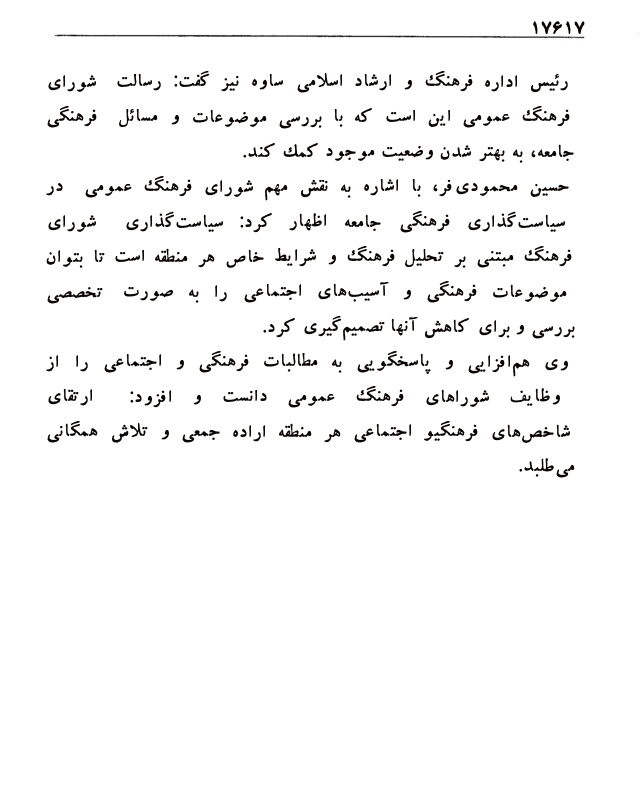 ۱۷۶۱۷
رئیس اداره فرهنگ و ارشاد اسلامی ساوه نیز گفت: رسالت شورای
فرهنگ عمومی این است که با بررسی موضوعات و مسائل فرهنگی
جامعه، به بهتر شدن وضعیت موجود کمک کند.
حسین محمودی‌فر، با اشاره به نقش مهم شورای فرهنگ عمومی در
سیاست‌گذاری فرهنگی جامعه اظهار کرد: سیاست‌گذاری شورای
فرهنگ مبتنی بر تحلیل فرهنگ و شرایط خاص هر منطقه است تا بتوان
موضوعات فرهنگی و آسیب‌های اجتماعی را به صورت تخصصی
بررسی و برای کاهش آنها تصمیم‌گیری کرد.
وی هم‌افزایی و پاسخگویی به مطالبات فرهنگی و اجتماعی را از
وظایف شوراهای فرهنگ عمومی دانست و افزود: ارتقای
شاخص‌های فرهنگیو اجتماعی هر منطقه اراده جمعی و تلاش همگانی
می‌طلبد.